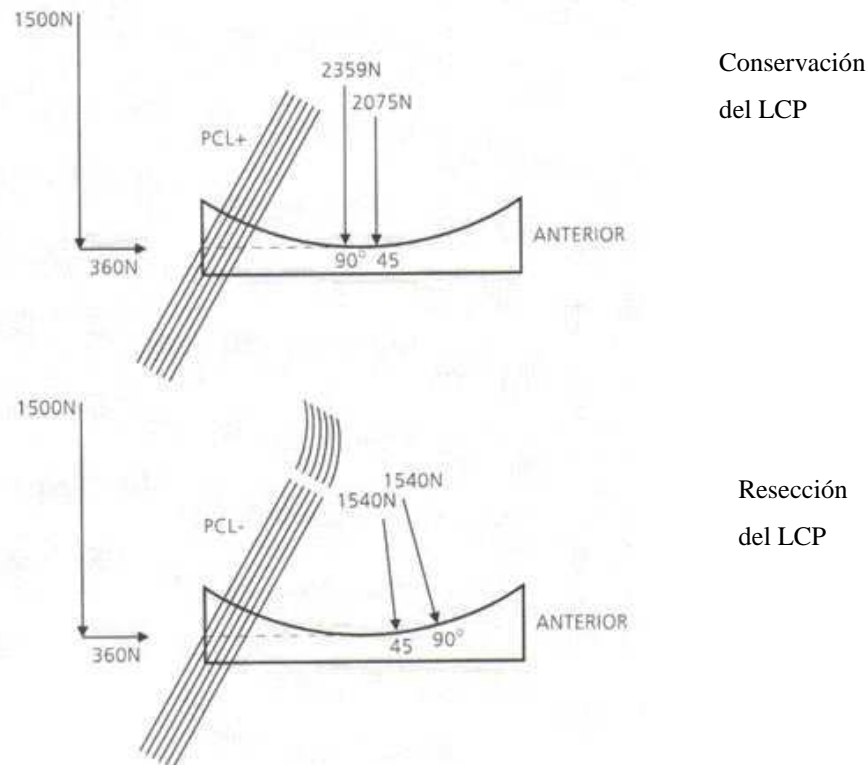 1500N
2359N
2075N
PCL+
ANTERIOR
90° 45
360N
Conservación
del LCP
1500N
1540N
1540N
PCL-
ANTERIOR
45 90°
360N
Resección
del LCP